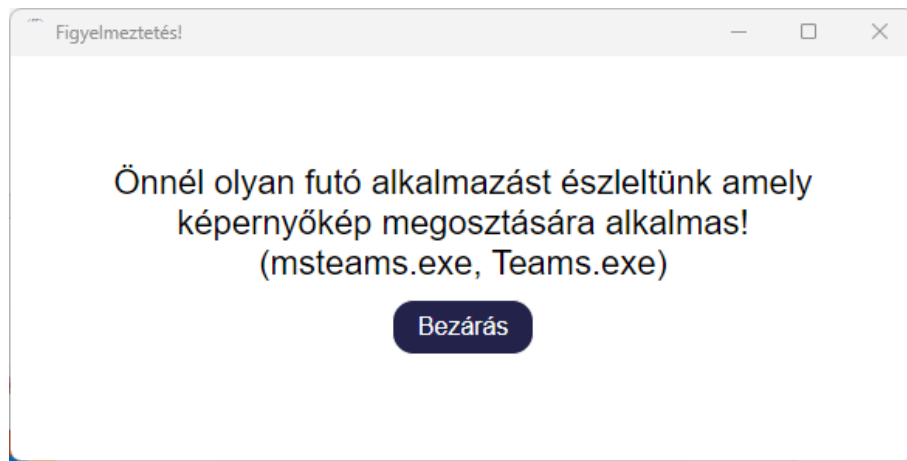 Figyelmeztetés!
Önnél olyan futó alkalmazást észleltünk amely
képernyőkép megosztására alkalmas!
(msteams.exe, Teams.exe)
Bezárás